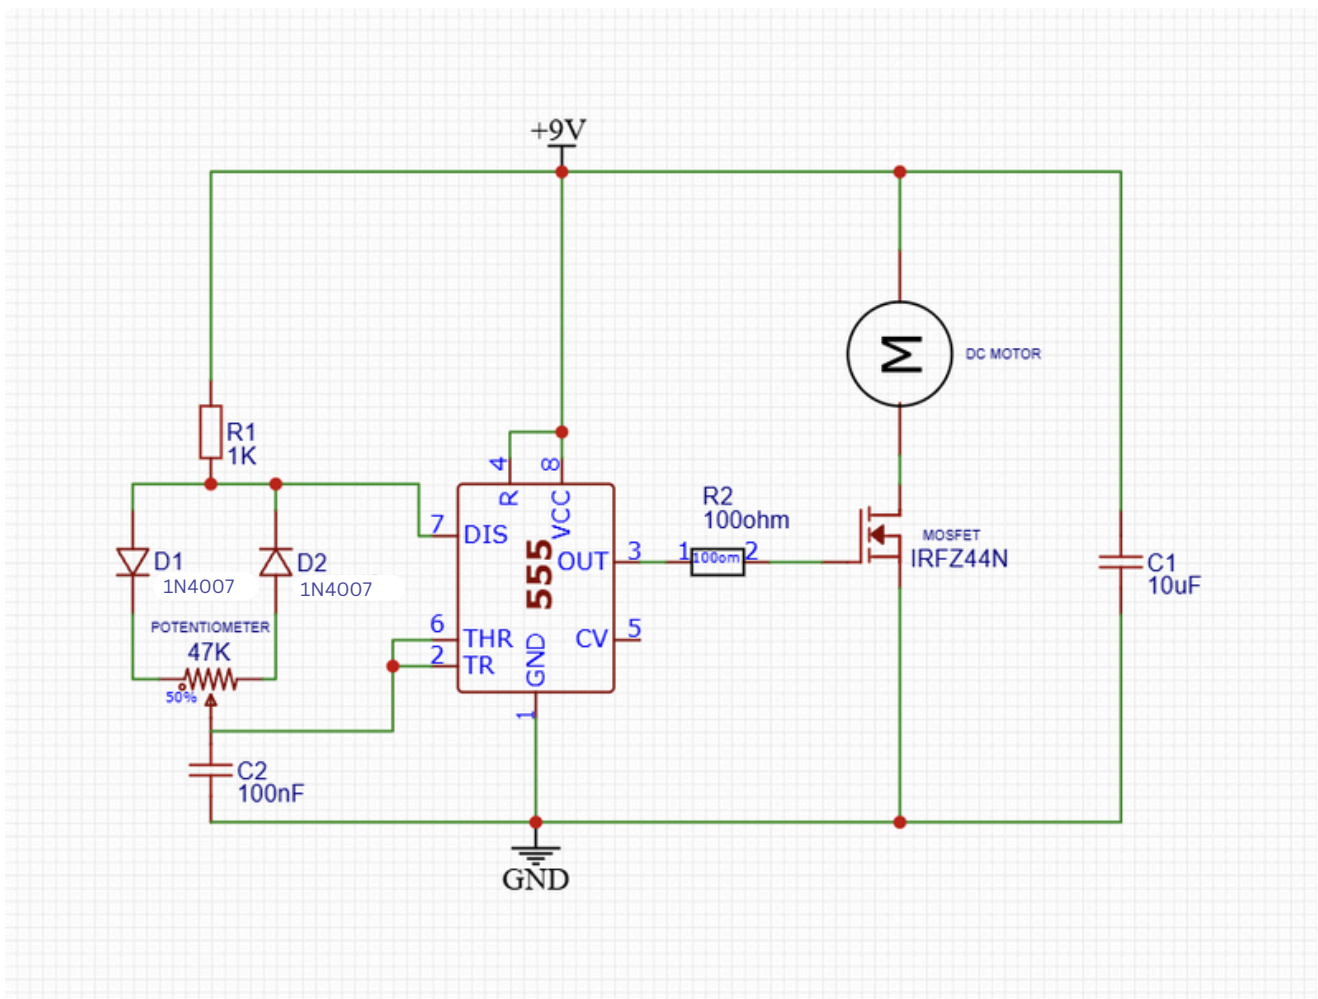 +9V
M
DC MOTOR
R1
1K
4
8
R
VCC
7
DIS
555
OUT
3
R2
100ohm
1
100om
2
MOSFET
IRFZ44N
C1
10uF
D1
1N4007
D2
1N4007
POTENTIOMETER
47K
50%
6
THR
2
TR
CV
5
GND
1
C2
100nF
GND